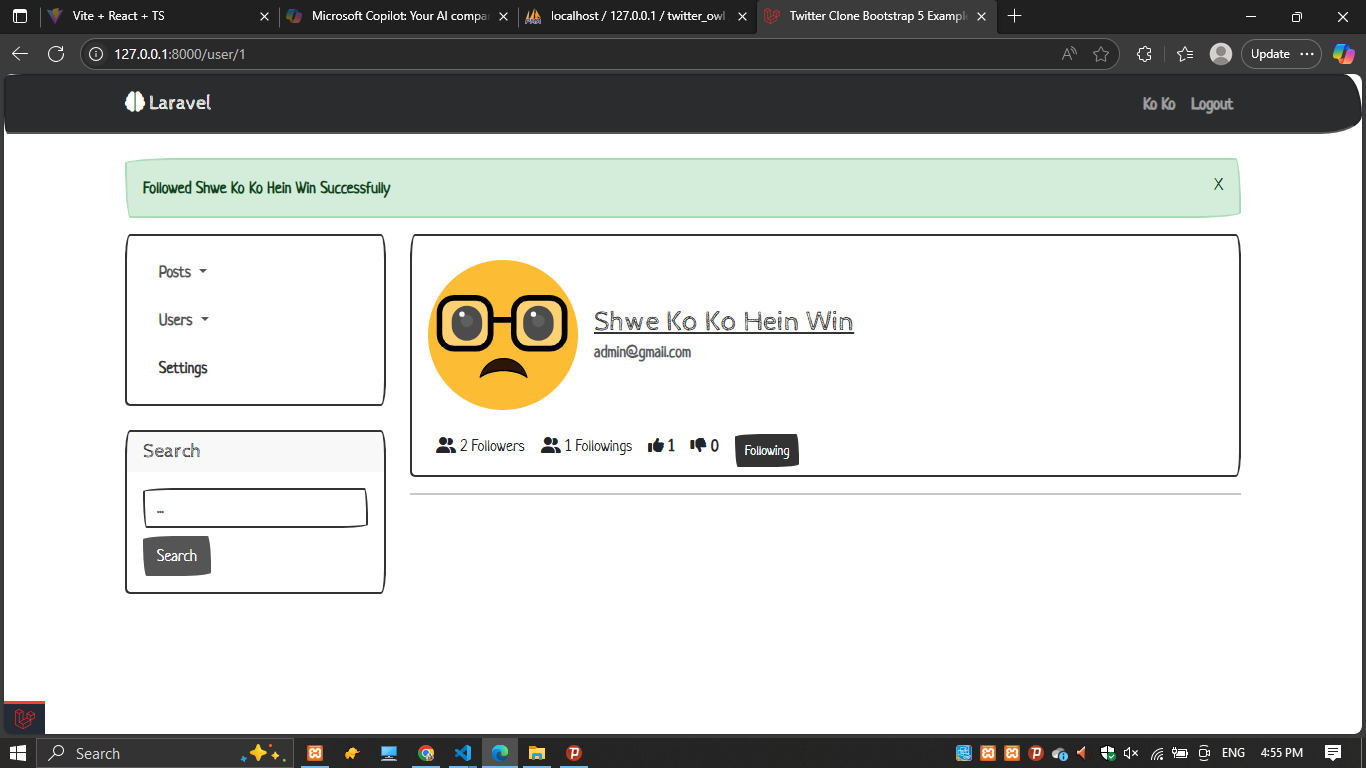 Vite + React + TS
Microsoft Copilot: Your AI compa
localhost / 127.0.0.1 / twitter_owl
Twitter Clone Bootstrap 5 Example
127.0.0.1:8000/user/1
Update
Laravel
Ko Ko
Logout
Followed Shwe Ko Ko Hein Win Successfully
X
Posts
Users
Settings
Search
...
Search
Shwe Ko Ko Hein Win
admin@gmail.com
2 Followers
1 Followings
1
0
Following
Search
ENG
4:55 PM